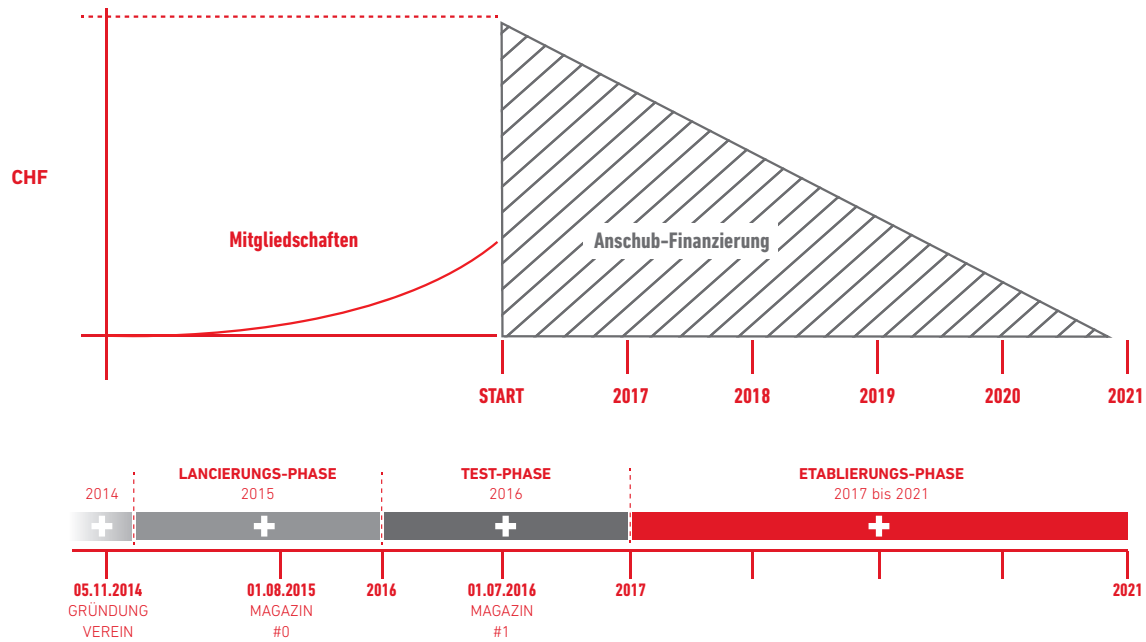 CHF
Mitgliedschaften
Anschub-Finanzierung
START 2017 2018 2019 2020 2021
LANCIERUNGS-PHASE TEST-PHASE ETABLIERUNGS-PHASE
2014 2015 2016 2017 bis 2021
05.11.2014 01.08.2015 2016 01.07.2016 2017 2021
GRÜNDUNG MAGAZIN MAGAZIN
VEREIN #0 #1